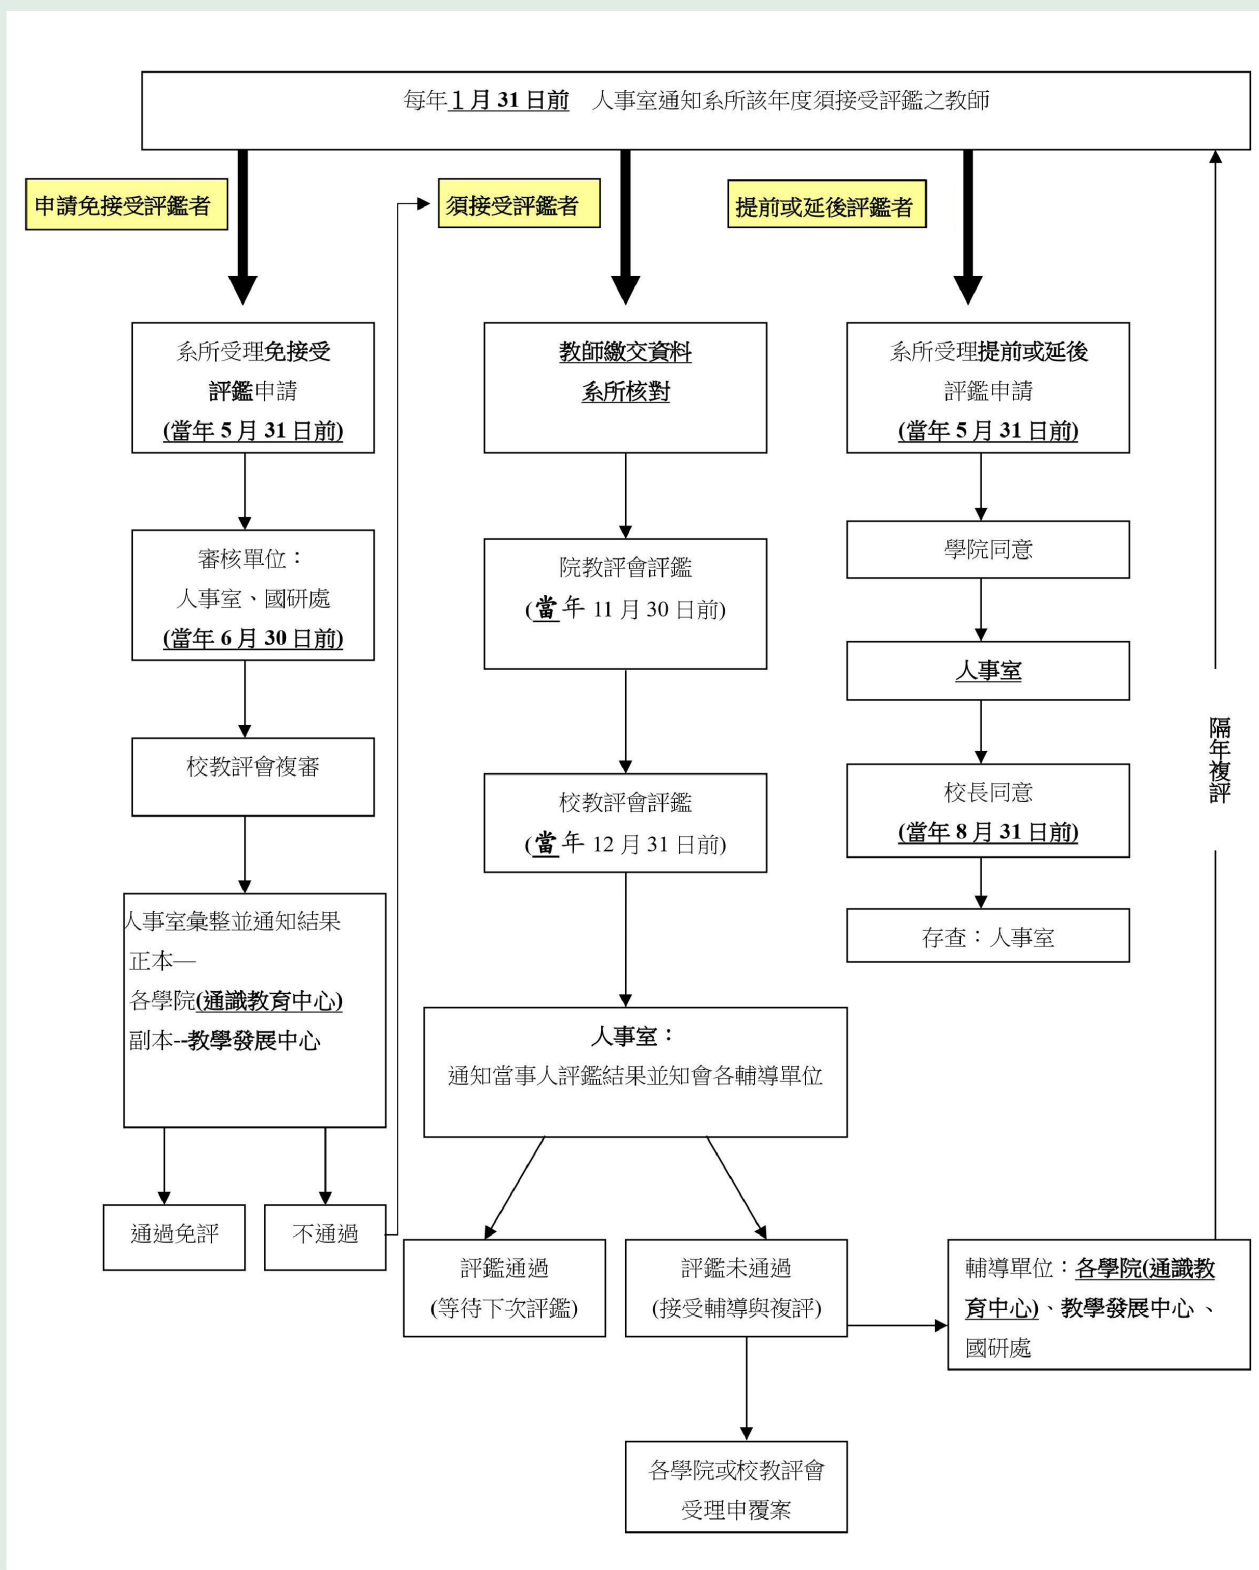 每年1月31日前 人事室通知系所該年度須接受評鑑之教師
申請免接受評鑑者
須接受評鑑者
提前或延後評鑑者
系所受理免接受
評鑑申請
(當年5月31日前)
審核單位：
人事室、國研處
(當年6月30日前)
校教評會複審
人事室彙整並通知結果
正本—
各學院(通識教育中心)
副本--教學發展中心
通過免評
不通過
教師繳交資料
系所核對
院教評會評鑑
(當年11月30日前)
校教評會評鑑
(當年12月31日前)
人事室：
通知當事人評鑑結果並知會各輔導單位
評鑑通過
(等待下次評鑑)
評鑑未通過
(接受輔導與複評)
各學院或校教評會
受理申覆案
系所受理提前或延後
評鑑申請
(當年5月31日前)
學院同意
人事室
校長同意
(當年8月31日前)
存查：人事室
輔導單位：各學院(通識教
育中心)、教學發展中心、
國研處
隔年複評